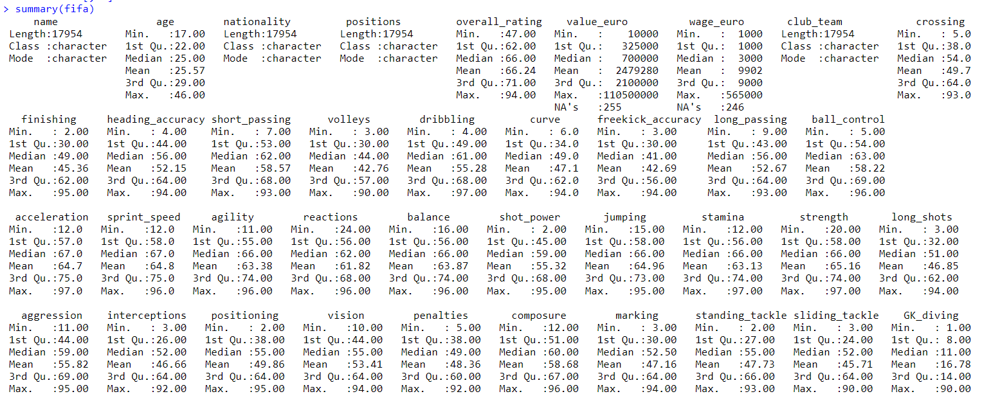 > summary(fifa)
name age nationality positions overall_rating value_euro wage_euro club_team crossing
Length:17954 Min. :17.00 Length:17954 Length:17954 Min. :47.00 Min. : 10000 Min. : 1000 Length:17954 Min. : 5.0
Class :character 1st Qu.:22.00 Class :character Class :character 1st Qu.:62.00 1st Qu.: 325000 1st Qu.: 1000 Class :character 1st Qu.:38.0
Mode :character Median :25.00 Mode :character Mode :character Median :66.00 Median : 700000 Median : 3000 Mode :character Median :54.0
Mean :25.57 Mean :66.24 Mean : 2479280 Mean : 9902 Mean :49.7
3rd Qu.:29.00 3rd Qu.:71.00 3rd Qu.: 2100000 3rd Qu.: 9000 3rd Qu.:64.0
Max. :46.00 Max. :94.00 Max. :110500000 Max. :565000 Max. :93.0
NA's :255 NA's :246
finishing heading_accuracy short_passing volleys dribbling curve freekick_accuracy long_passing ball_control
Min. : 2.00 Min. : 4.00 Min. : 7.00 Min. : 3.00 Min. : 4.00 Min. : 6.0 Min. : 3.00 Min. : 9.00 Min. : 5.00
1st Qu.:30.00 1st Qu.:44.00 1st Qu.:53.00 1st Qu.:30.00 1st Qu.:49.00 1st Qu.:34.0 1st Qu.:30.00 1st Qu.:43.00 1st Qu.:54.00
Median :49.00 Median :56.00 Median :62.00 Median :44.00 Median :61.00 Median :49.0 Median :41.00 Median :56.00 Median :63.00
Mean :45.36 Mean :52.15 Mean :58.57 Mean :42.76 Mean :55.28 Mean :47.1 Mean :42.69 Mean :52.67 Mean :58.22
3rd Qu.:62.00 3rd Qu.:64.00 3rd Qu.:68.00 3rd Qu.:57.00 3rd Qu.:68.00 3rd Qu.:62.0 3rd Qu.:56.00 3rd Qu.:64.00 3rd Qu.:69.00
Max. :95.00 Max. :94.00 Max. :93.00 Max. :90.00 Max. :97.00 Max. :94.0 Max. :94.00 Max. :93.00 Max. :96.00
acceleration sprint_speed agility reactions balance shot_power jumping stamina strength long_shots
Min. :12.0 Min. :12.0 Min. :11.00 Min. :24.00 Min. :16.00 Min. : 2.00 Min. :15.00 Min. :12.00 Min. :20.00 Min. : 3.00
1st Qu.:57.0 1st Qu.:58.0 1st Qu.:55.00 1st Qu.:56.00 1st Qu.:56.00 1st Qu.:45.00 1st Qu.:58.00 1st Qu.:56.00 1st Qu.:58.00 1st Qu.:32.00
Median :67.0 Median :67.0 Median :66.00 Median :62.00 Median :66.00 Median :59.00 Median :66.00 Median :66.00 Median :66.00 Median :51.00
Mean :64.7 Mean :64.8 Mean :63.38 Mean :61.82 Mean :63.87 Mean :55.32 Mean :64.96 Mean :63.13 Mean :65.16 Mean :46.85
3rd Qu.:75.0 3rd Qu.:75.0 3rd Qu.:74.00 3rd Qu.:68.00 3rd Qu.:74.00 3rd Qu.:68.00 3rd Qu.:73.00 3rd Qu.:74.00 3rd Qu.:74.00 3rd Qu.:62.00
Max. :97.0 Max. :96.0 Max. :96.00 Max. :96.00 Max. :96.00 Max. :95.00 Max. :95.00 Max. :97.00 Max. :97.00 Max. :94.00
aggression interceptions positioning vision penalties composure marking standing_tackle sliding_tackle GK_diving
Min. :11.00 Min. : 3.00 Min. : 2.00 Min. :10.00 Min. : 5.00 Min. :12.00 Min. : 3.00 Min. : 2.00 Min. : 3.00 Min. : 1.00
1st Qu.:44.00 1st Qu.:26.00 1st Qu.:38.00 1st Qu.:44.00 1st Qu.:38.00 1st Qu.:51.00 1st Qu.:30.00 1st Qu.:27.00 1st Qu.:24.00 1st Qu.: 8.00
Median :59.00 Median :52.00 Median :55.00 Median :55.00 Median :49.00 Median :60.00 Median :52.50 Median :55.00 Median :52.00 Median :11.00
Mean :55.82 Mean :46.66 Mean :49.86 Mean :53.41 Mean :48.36 Mean :58.68 Mean :47.16 Mean :47.73 Mean :45.71 Mean :16.78
3rd Qu.:69.00 3rd Qu.:64.00 3rd Qu.:64.00 3rd Qu.:64.00 3rd Qu.:60.00 3rd Qu.:67.00 3rd Qu.:64.00 3rd Qu.:66.00 3rd Qu.:64.00 3rd Qu.:14.00
Max. :95.00 Max. :92.00 Max. :95.00 Max. :94.00 Max. :92.00 Max. :96.00 Max. :94.00 Max. :93.00 Max. :90.00 Max. :90.00